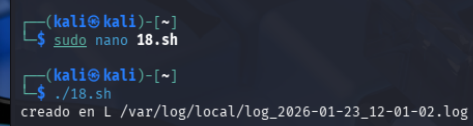 ┌──(kali㉿kali)-[~]
└─$ sudo nano 18.sh
┌──(kali㉿kali)-[~]
└─$ ./18.sh
creado en L /var/log/local/log_2026-01-23_12-01-02.log